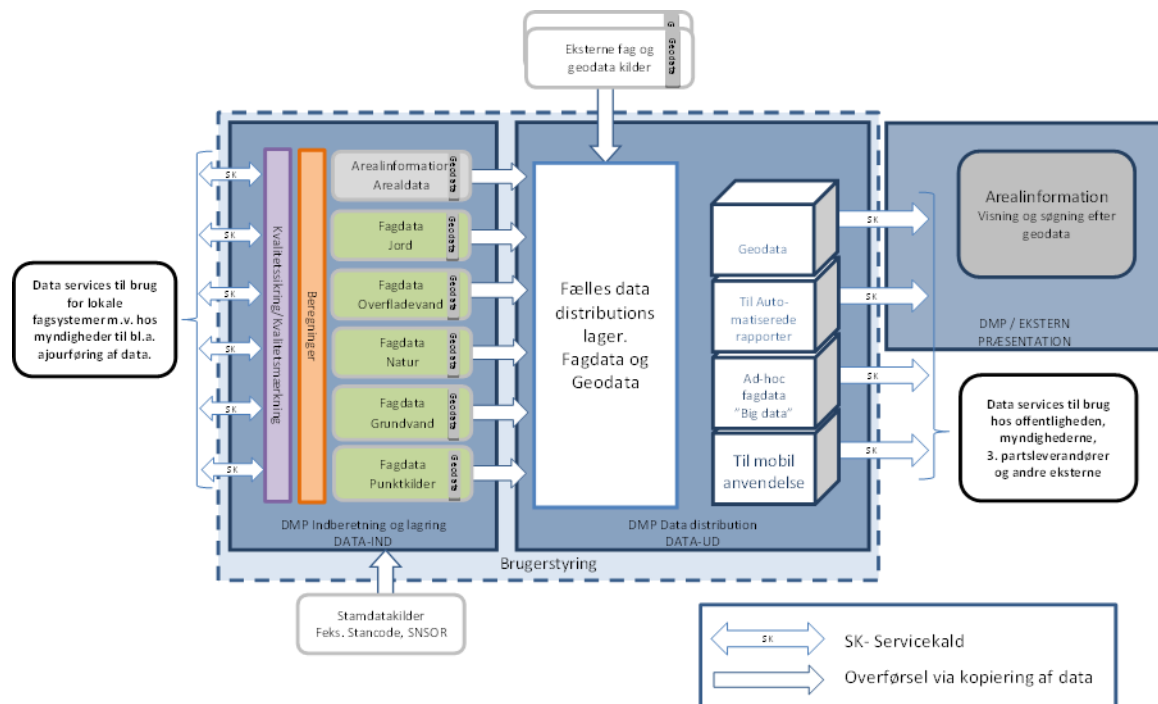 G
Geodata
Eksterne fag og
geodata kilder
Data services til brug
for lokale
fagsystemer m.v. hos
myndigheder til bl.a.
ajourføring af data.
SK
SK
SK
SK
SK
SK
Kvalitetssikring/Kvalitetsmærkning
Beregninger
Arealinformation
Arealdata
Geodata
Fagdata
Jord
Geodata
Fagdata
Overfladevand
Geodata
Fagdata
Natur
Geodata
Fagdata
Grundvand
Geodata
Fagdata
Punktkilder
Geodata
DMP Indberetning og lagring
DATA-IND
Fælles data
distributions
lager.
Fagdata og
Geodata
Geodata
Til Auto-
matiserede
rapporter
Ad-hoc
fagdata
"Big data"
Til mobil
anvendelse
DMP Data distribution
DATA-UD
Brugerstyring
SK
SK
SK
SK
Arealinformation
Visning og søgning efter
geodata
DMP / EKSTERN
PRÆSENTATION
Data services til brug
hos offentligheden,
myndighederne,
3. partsleverandører
og andre eksterne
Stamdatakilder
Feks. Stancode, SNSOR
SK
SK- Servicekald
Overførsel via kopiering af data